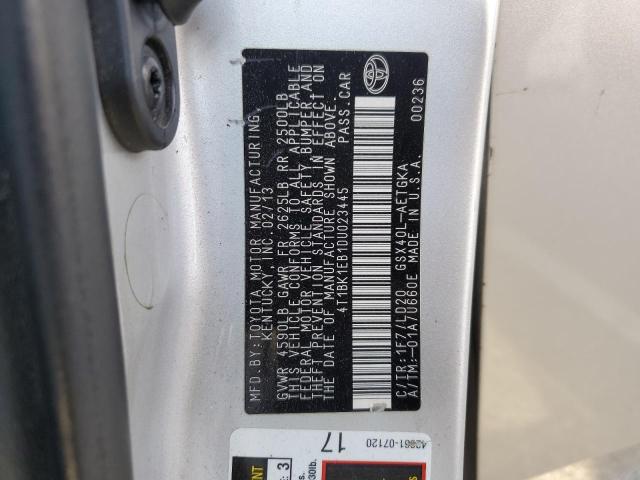 MFD.BY:TOYOTA MOTOR MANUFACTURING
KENTUCKY,INC.02/13
GVWR 4590LB GAWR FR 2625LB RR 2500LB
THIS VEHICLE CONFORMS TO ALL APPLICABLE
FEDERAL MOTOR VEHICLE SAFETY, BUMPER AND
THEFT PREVENTION STANDARDS IN EFFECT ON
THE DATE OF MANUFACTURE SHOWN ABOVE.
4T1BK1EB1DU023445 PASS.CAR
C/TR:1F7/LD20 GSX40L-AETGKA
A/TM:-01A/U660E MADE IN U.S.A.
00236
17
42661-07120
3
30lb.